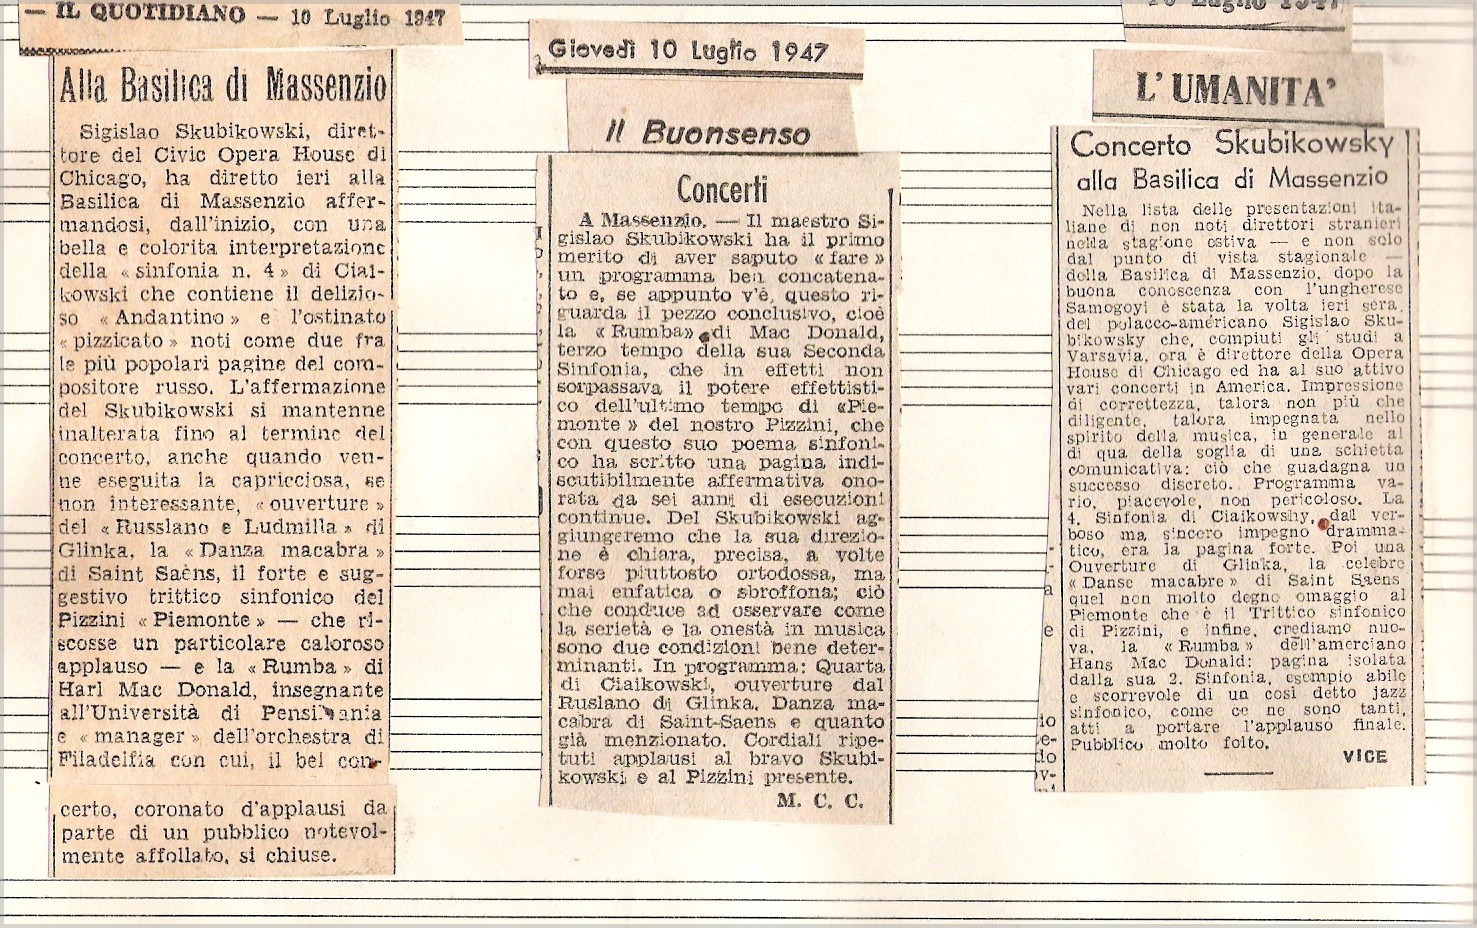 — IL QUOTIDIANO — 10 Luglio 1947
Alla Basilica di Massenzio
Sigislao Skubikowski, diret-
tore del Civic Opera House di
Chicago, ha diretto ieri alla
Basilica di Massenzio affer-
mandosi, dall'inizio, con una
bella e colorita interpretazione
della « sinfonia n. 4 » di Ciai-
kowski che contiene il delizio-
so « Andantino » e l'ostinato
« pizzicato » noti come due fra
le più popolari pagine del com-
positore russo. L'affermazione
del Skubikowski si mantenne
inalterata fino al termine del
concerto, anche quando ven-
ne eseguita la capricciosa, se
non interessante, « ouverture »
del « Russlano e Ludmilla » di
Glinka, la « Danza macabra »
di Saint Saèns, il forte e sug-
gestivo trittico sinfonico del
Pizzini « Piemonte » — che ri-
scosse un particolare caloroso
applauso — e la « Rumba » di
Harl Mac Donald, insegnante
all'Università di Pensilvania
e « manager » dell'orchestra di
Filadelfia con cui, il bel con-
certo, coronato d'applausi da
parte di un pubblico notevol-
mente affollato, si chiuse.
Giovedì 10 Luglio 1947
Il Buonsenso
Concerti
A Massenzio. — Il maestro Si-
gislao Skubikowski ha il primo
merito di aver saputo « fare »
un programma ben concatena-
to e, se appunto v'è, questo ri-
guarda il pezzo conclusivo, cioè
la « Rumba » di Mac Donald,
terzo tempo della sua Seconda
Sinfonia, che in effetti non
sorpassava il potere effettisti-
co dell'ultimo tempo di «Pie-
monte » del nostro Pizzini, che
con questo suo poema sinfoni-
co ha scritto una pagina indi-
scutibilmente affermativa ono-
rata da sei anni di esecuzioni
continue. Del Skubikowski ag-
giungeremo che la sua direzio-
ne è chiara, precisa, a volte
forse piuttosto ortodossa, ma
mai enfatica o sbroffona; ciò
che conduce ad osservare come
la serietà e la onestà in musica
sono due condizioni bene deter-
minanti. In programma: Quarta
di Ciaikowski, ouverture dal
Ruslano di Glinka, Danza ma-
cabra di Saint-Saens e quanto
già menzionato. Cordiali ripe-
tuti applausi al bravo Skubi-
kowski e al Pizzini presente.
M. C. C.
10 Luglio 1947
L'UMANITA'
Concerto Skubikowsky
alla Basilica di Massenzio
Nella lista delle presentazioni ita-
liane di non noti direttori stranieri
nella stagione estiva — e non solo
dal punto di vista stagionale —
della Basilica di Massenzio, dopo la
buona conoscenza con l'ungherese
Samogoyi è stata la volta ieri sera,
del polacco-américano Sigislao Sku-
bikowsky che, compiuti gli studi a
Varsavia, ora è direttore della Opera
House di Chicago ed ha al suo attivo
vari concerti in America. Impressione
di correttezza, talora non più che
diligente, talora impegnata nello
spirito della musica, in generale al
di qua della soglia di una schietta
comunicativa: ciò che guadagna un
successo discreto. Programma va-
rio, piacevole, non pericoloso. La
4. Sinfonia di Ciaikowshy, dal ver-
boso ma sincero impegno dramma-
tico, era la pagina forte. Poi una
Ouverture di Glinka, la celebre
« Danse macabre » di Saint Saens
quel non molto degno omaggio al
Piemonte che è il Trittico sinfonico
di Pizzini, e infine, crediamo nuo-
va, la « Rumba » dell'amerciano
Hans Mac Donald: pagina isolata
dalla sua 2. Sinfonia, esempio abile
e scorrevole di un così detto jazz
sinfonico, come ce ne sono tanti,
atti a portare l'applauso finale.
Pubblico molto folto.
VICE